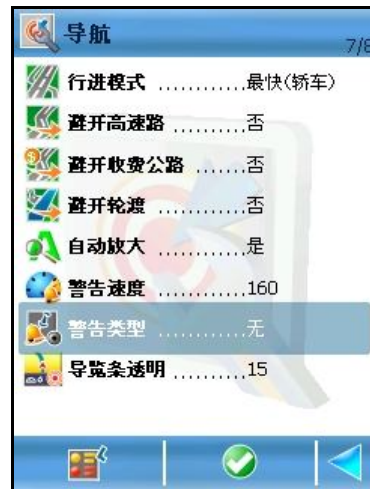 导航
7/8
行进模式 ............最快(轿车)
避开高速路 ..........否
避开收费公路 .......否
避开轮渡 ............否
自动放大 ............是
警告速度 ............160
警告类型 ............无
导览条透明 ..........15